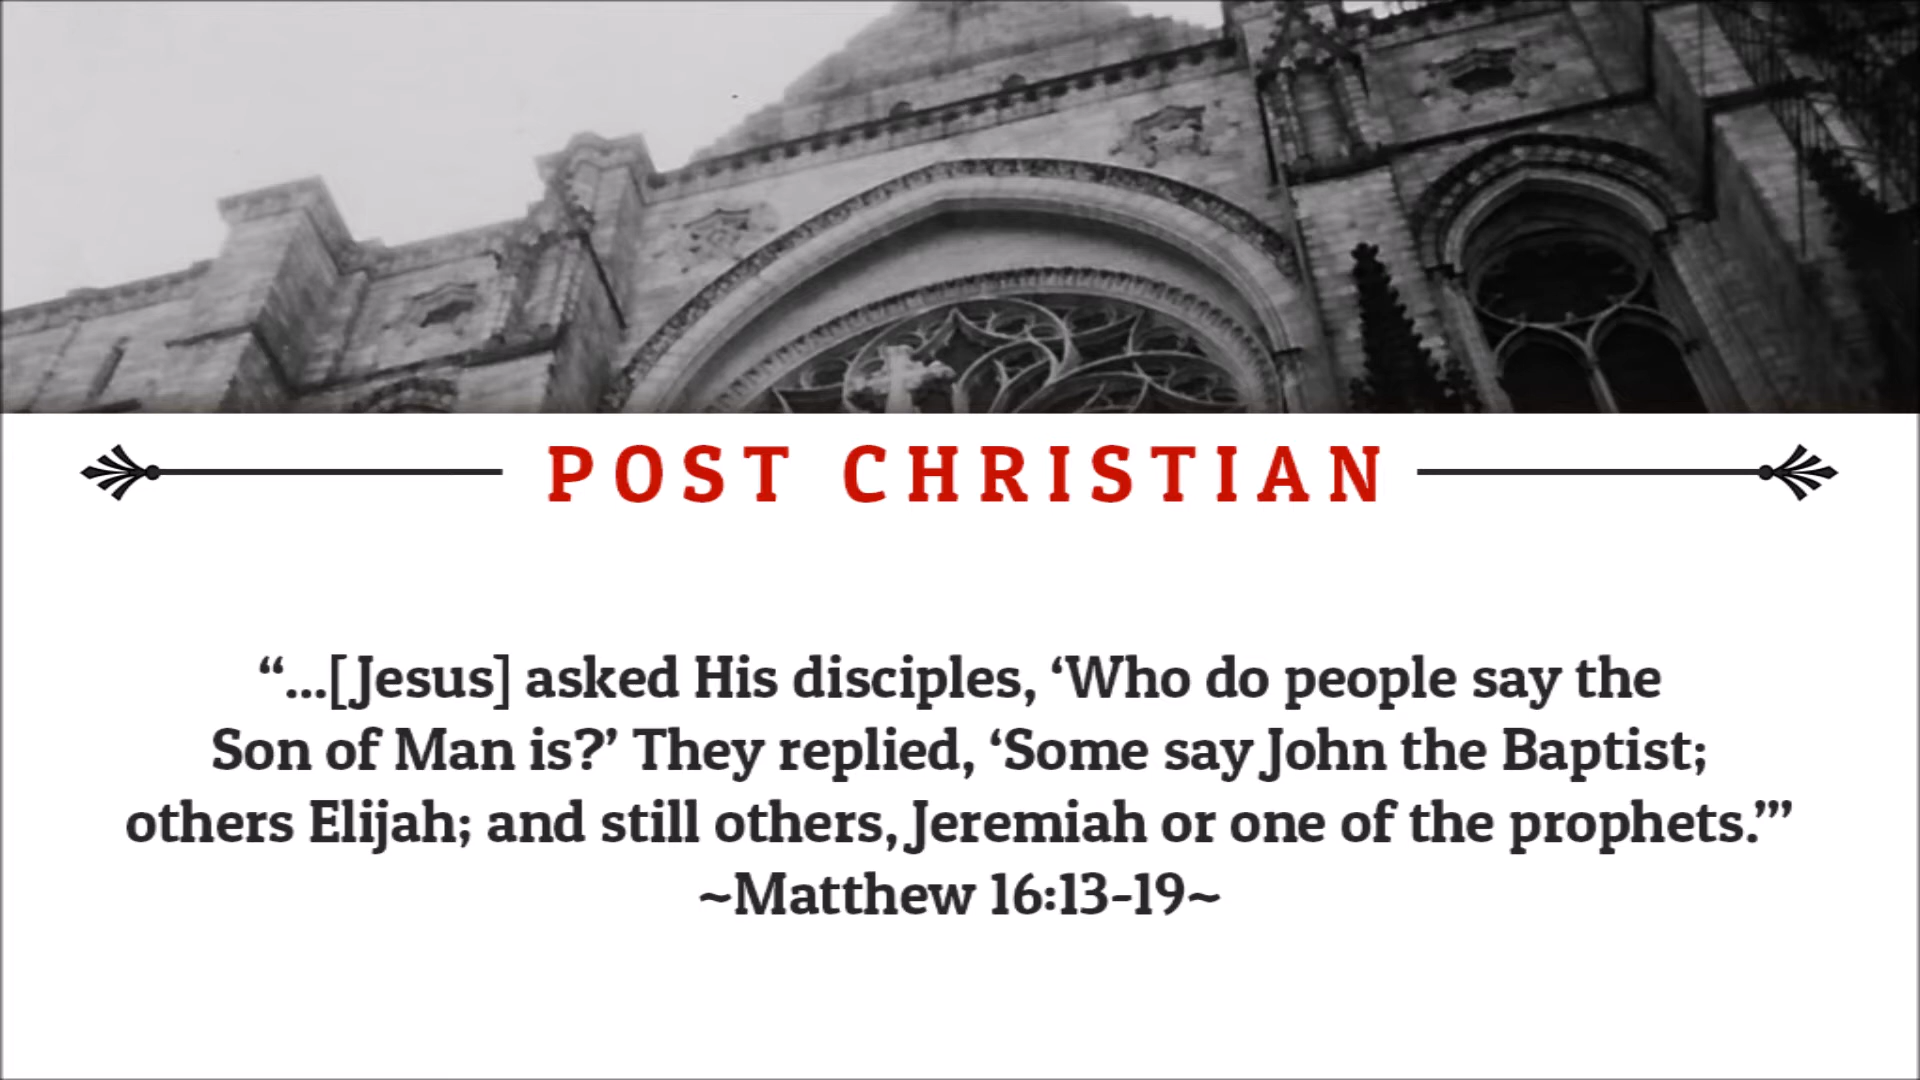 POST CHRISTIAN
“...[Jesus] asked His disciples, ‘Who do people say the
Son of Man is?’ They replied, ‘Some say John the Baptist;
others Elijah; and still others, Jeremiah or one of the prophets.’”
~Matthew 16:13-19~